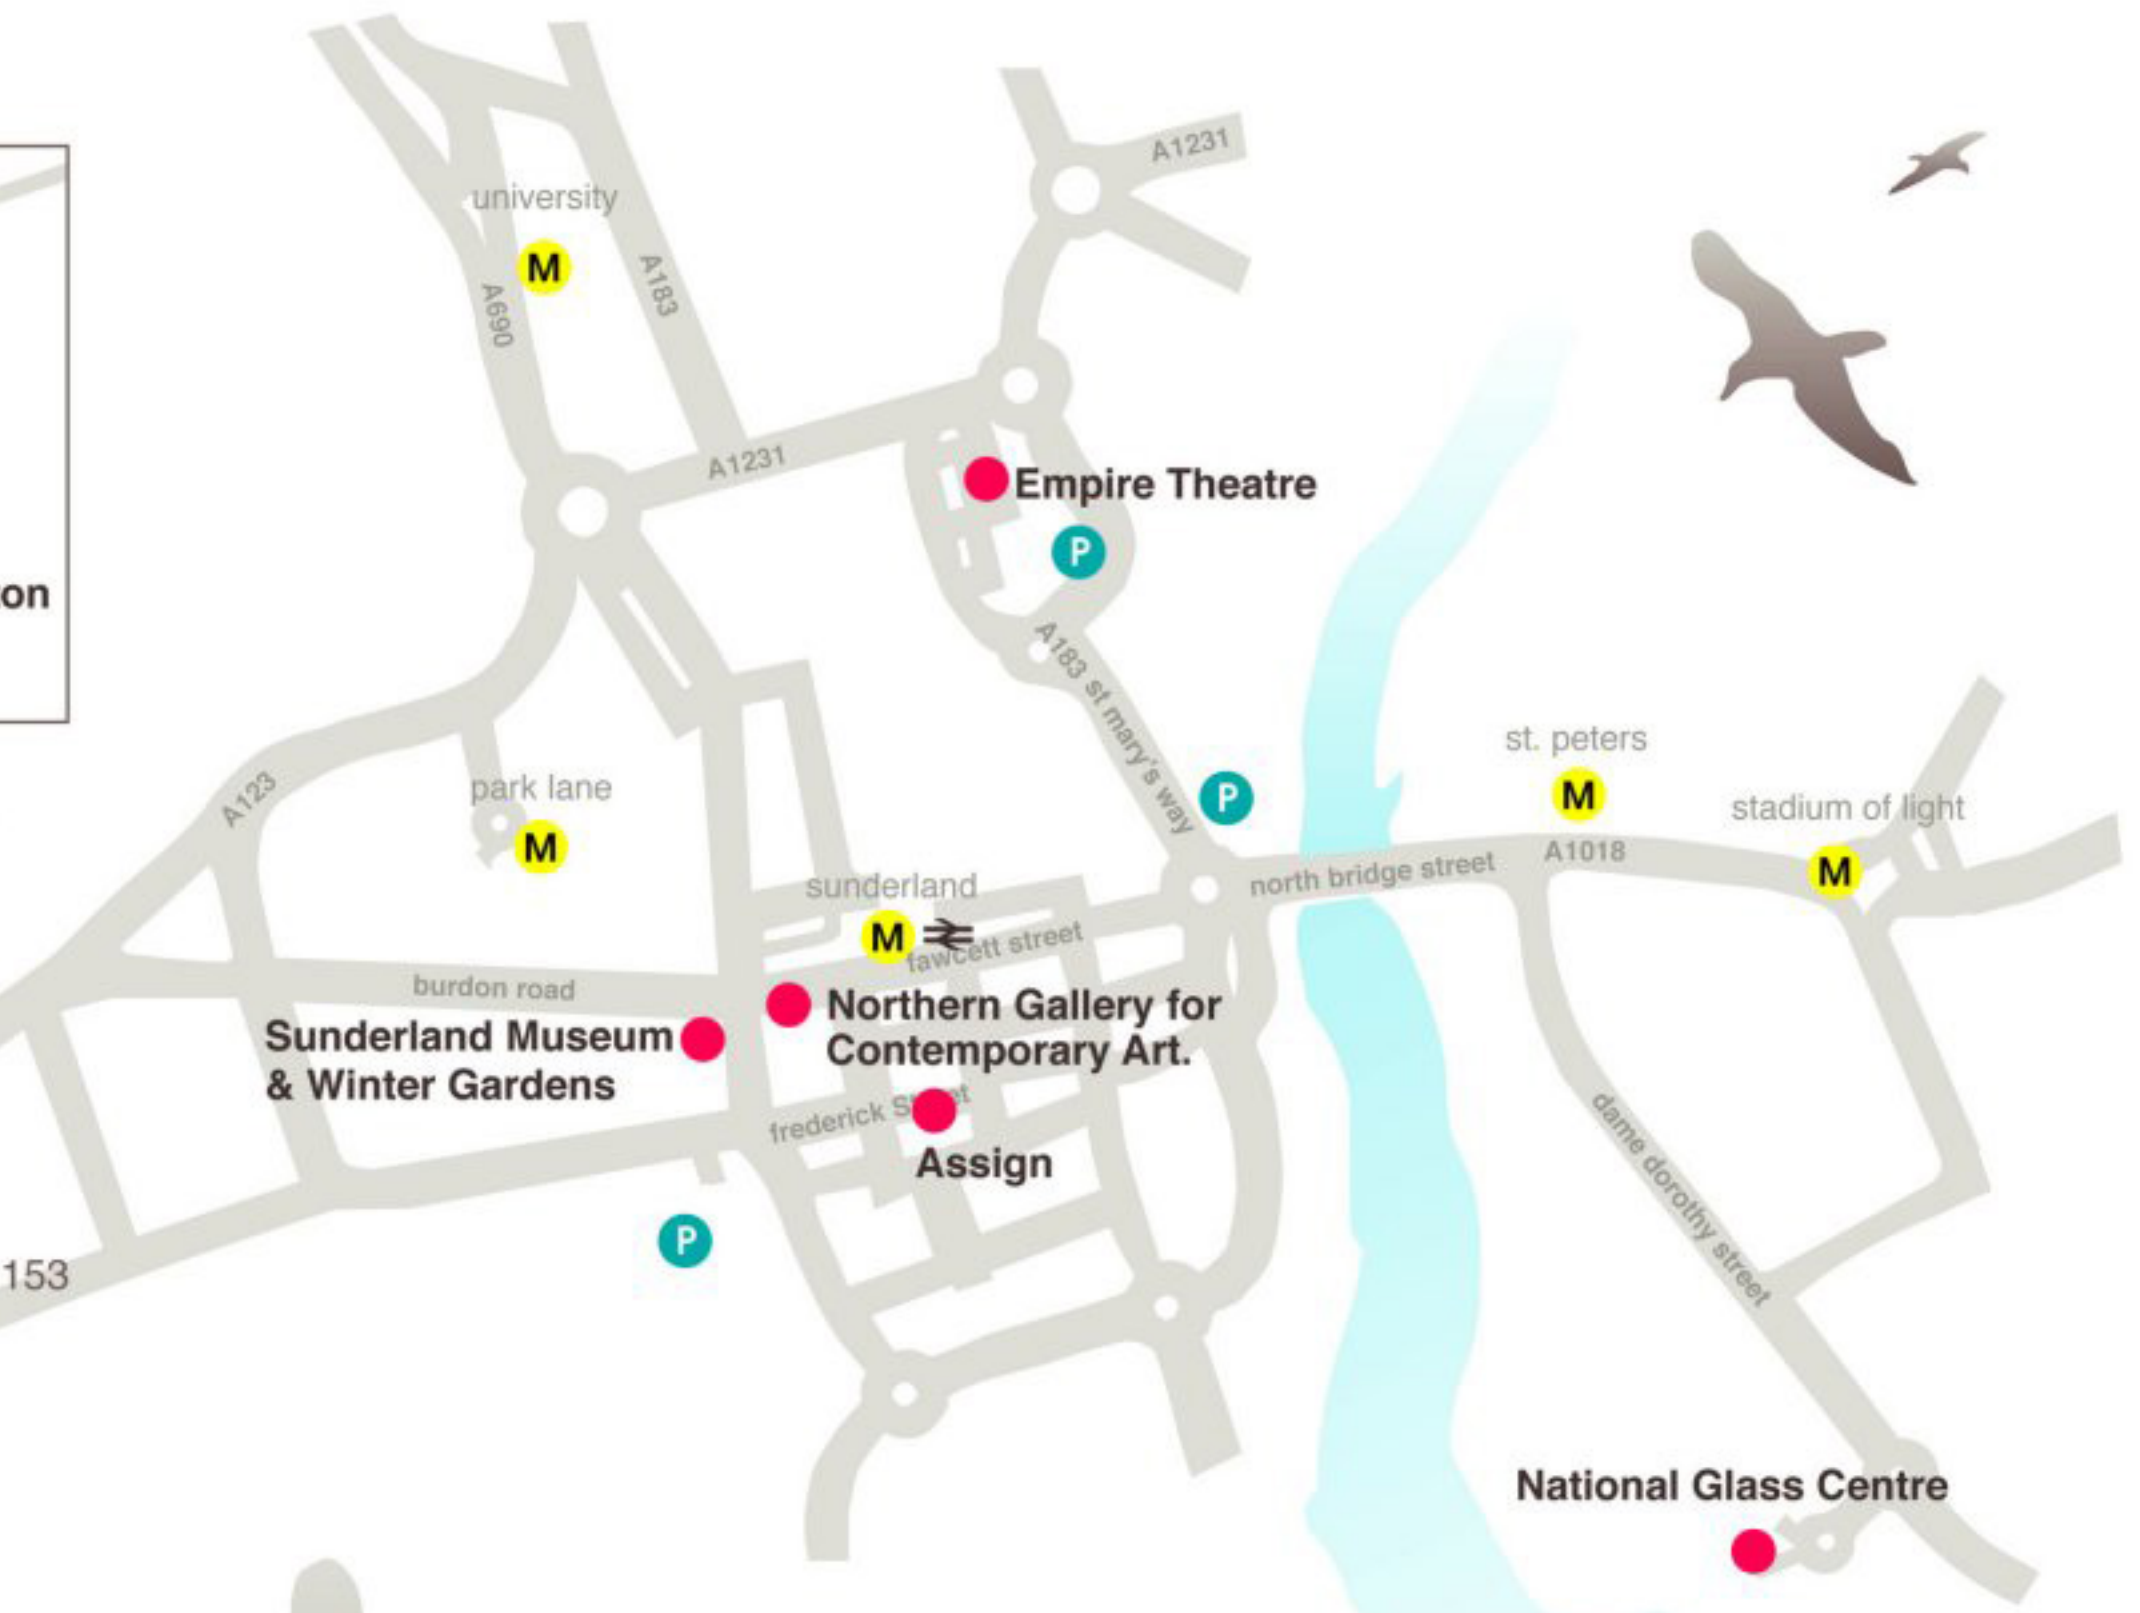 A1231
university
M
A183
A690
on
A1231
Empire Theatre
P
A183 st mary's way
st. peters
M
P
stadium of light
M
park lane
M
A123
A1018
north bridge street
sunderland
M
fawcett street
burdon road
Northern Gallery for
Contemporary Art.
Sunderland Museum
& Winter Gardens
frederick
Assign
dame dorothy street
P
153
National Glass Centre